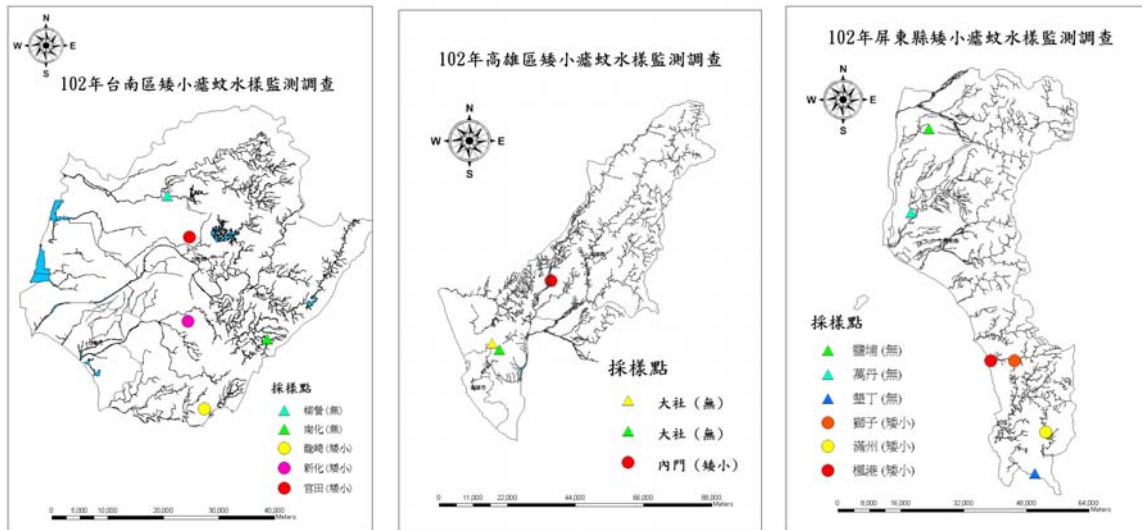 N
W E
S
102年台南區矮小瘧蚊水樣監測調查
採樣點
柳營(無)
南化(無)
龍崎(矮小)
新化(矮小)
官田(矮小)
0 5,000 10,000 20,000 30,000 40,000
Meters
N
W E
S
102年高雄區矮小瘧蚊水樣監測調查
採樣點
大社(無)
大社(無)
內門(矮小)
0 11,000 22,000 44,000 66,000 88,000
Meters
N
W E
S
102年屏東縣矮小瘧蚊水樣監測調查
採樣點
鹽埔(無)
萬丹(無)
墾丁(無)
獅子(矮小)
滿州(矮小)
楓港(矮小)
0 8,000 16,000 32,000 48,000 64,000
Meters